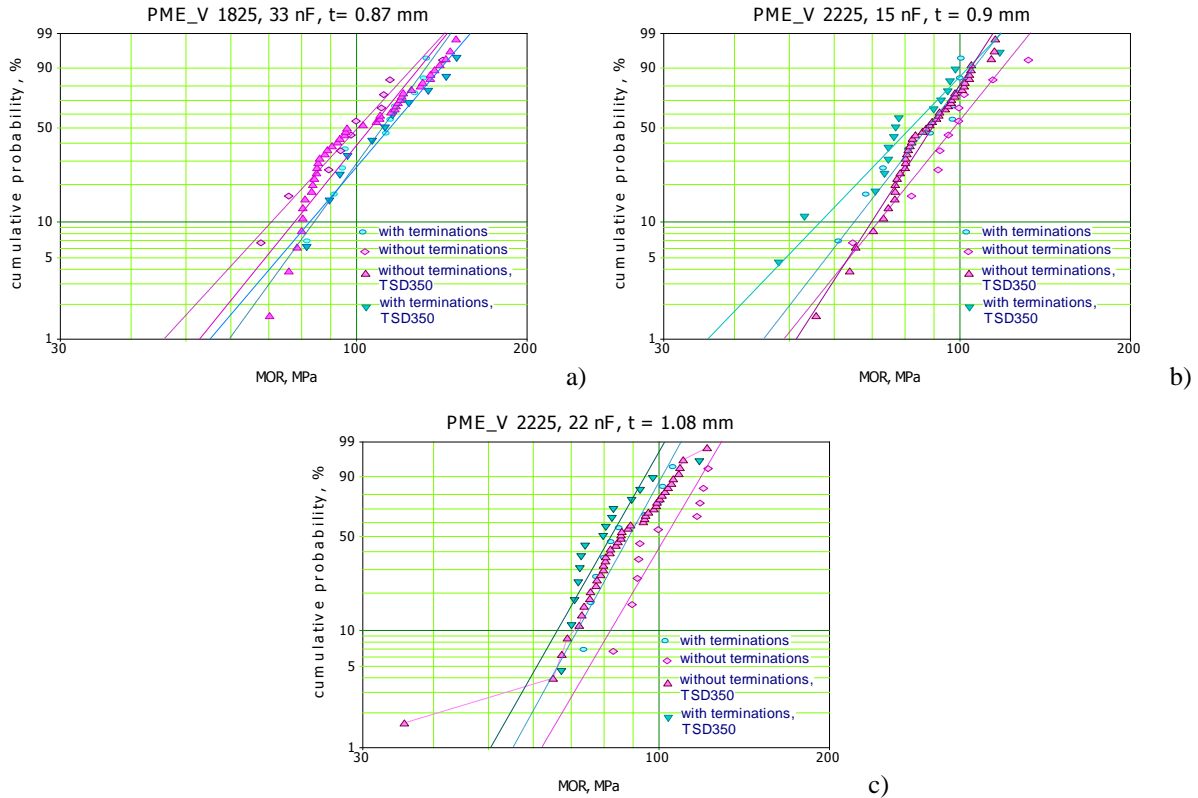 PME_V 1825, 33 nF, t= 0.87 mm
cumulative probability, %
99
90
50
10
5
1
30
100
200
MOR, MPa
with terminations
without terminations
without terminations,
TSD350
with terminations,
TSD350
a)
PME_V 2225, 15 nF, t = 0.9 mm
cumulative probability, %
99
90
50
10
5
1
30
100
200
MOR, MPa
with terminations
without terminations
without terminations,
TSD350
with terminations,
TSD350
b)
PME_V 2225, 22 nF, t = 1.08 mm
cumulative probability, %
99
90
50
10
5
1
30
100
200
MOR, MPa
with terminations
without terminations
without terminations,
TSD350
with terminations,
TSD350
c)